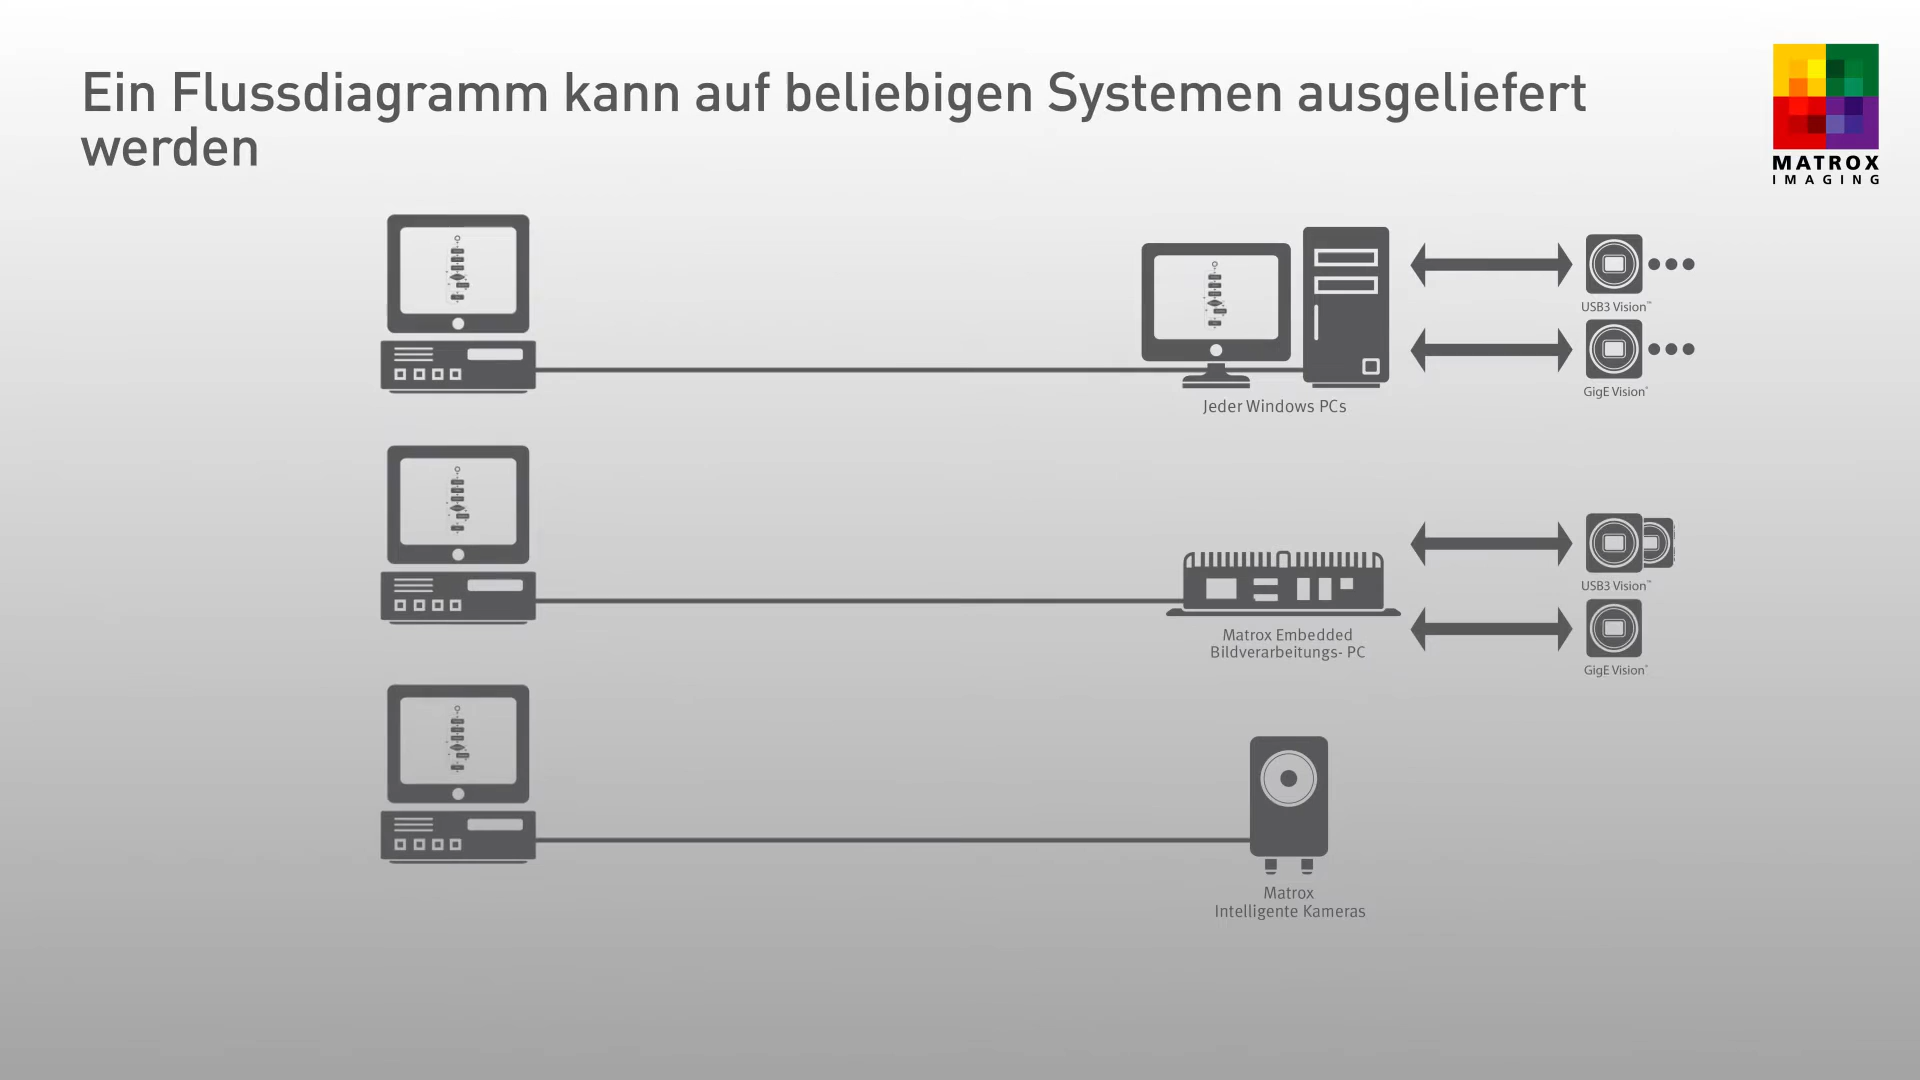 Ein Flussdiagramm kann auf beliebigen Systemen ausgeliefert
werden
MATROX
IMAGING
USB3 Vision™
GigE Vision®
Jeder Windows PCs
USB3 Vision™
Matrox Embedded
Bildverarbeitungs- PC
GigE Vision®
Matrox
Intelligente Kameras